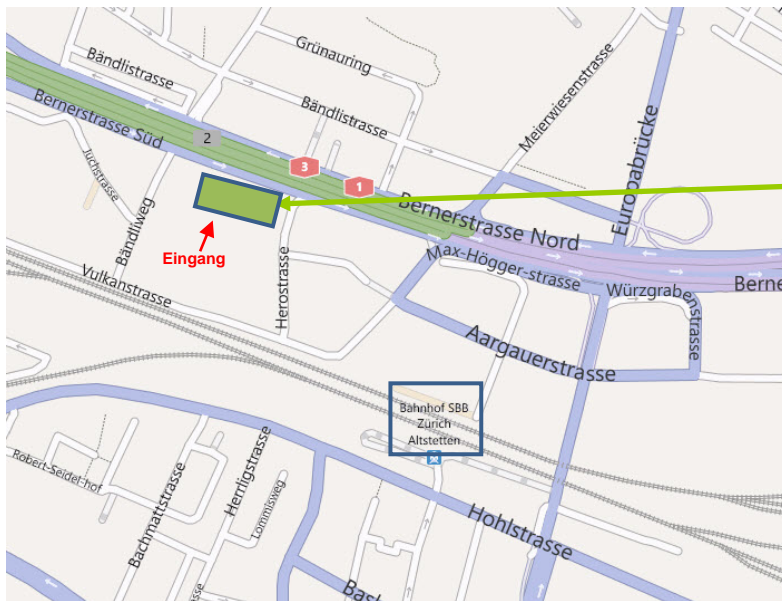 Grünauring
Bändlistrasse
Bernerstrasse Süd
2
Bändlistrasse
Meierwiesenstrasse
Europabrücke
Juchstrasse
3
1
Bernerstrasse Nord
Bändliweg
Eingang
Max-Högger-strasse
Berne
Vulkanstrasse
Herostrasse
Würzgrabenstrasse
Aargauerstrasse
Bahnhof SBB
Zürich
Altstetten
Robert-Seidel-hof
Bachmattstrasse
Herrligstrasse
Lommisweg
Hohlstrasse
Bas